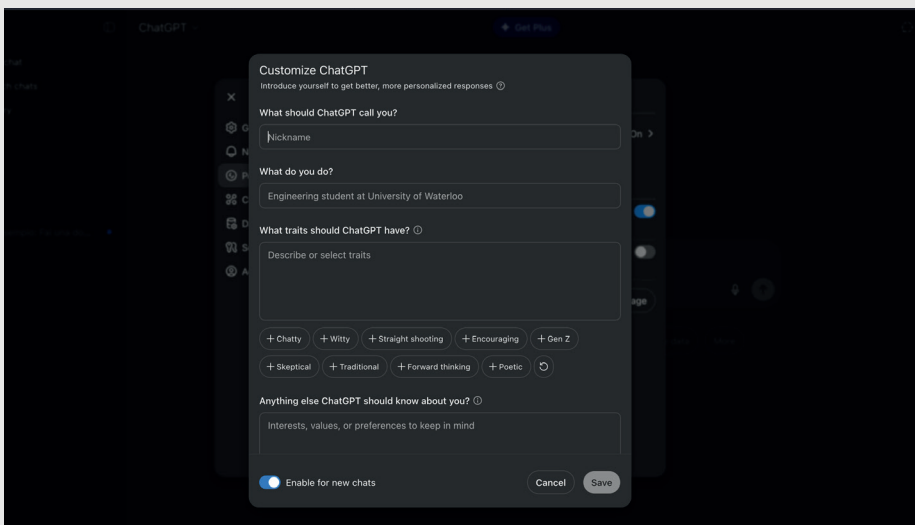 ChatGPT
Get Plus
Customize ChatGPT
Introduce yourself to get better, more personalized responses
What should ChatGPT call you?
Nickname
On
What do you do?
Engineering student at University of Waterloo
What traits should ChatGPT have?
Describe or select traits
age
+ Chatty + Witty + Straight shooting + Encouraging + Gen Z
+ Skeptical + Traditional + Forward thinking + Poetic
Anything else ChatGPT should know about you?
Interests, values, or preferences to keep in mind
Enable for new chats Cancel Save